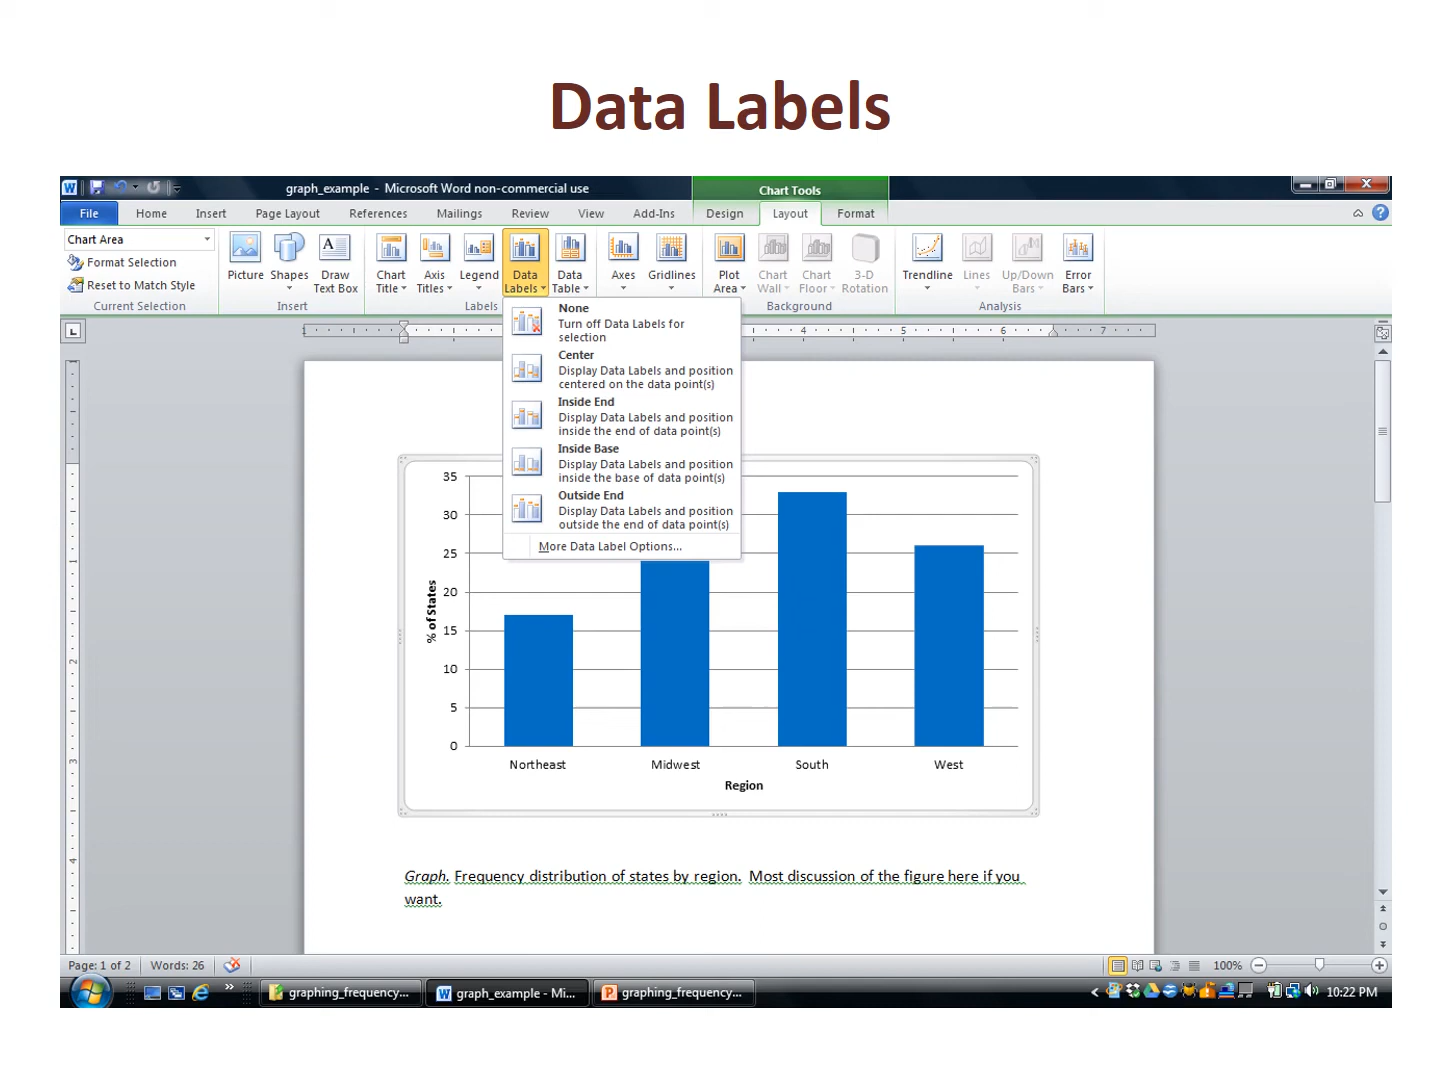 Data Labels
graph_example - Microsoft Word non-commercial use
Chart Tools
File Home Insert Page Layout References Mailings Review View Add-Ins Design Layout Format
Chart Area
Format Selection
Reset to Match Style
Current Selection
Picture
Shapes
Draw
Text Box
Insert
Chart
Title
Axis
Titles
Legend
Data
Labels
Data
Table
Labels
Axes
Gridlines
Plot
Area
Chart
Wall
Chart
Floor
3-D
Rotation
Background
Trendline
Lines
Up/Down
Bars
Error
Bars
Analysis
None
Turn off Data Labels for
selection
Center
Display Data Labels and position
centered on the data point(s)
Inside End
Display Data Labels and position
inside the end of data point(s)
Inside Base
Display Data Labels and position
inside the base of data point(s)
Outside End
Display Data Labels and position
outside the end of data point(s)
More Data Label Options...
1 4 5 6 7
1
2
3
4
35
30
25
20
15
10
5
0
% of States
Northeast Midwest South West
Region
Graph. Frequency distribution of states by region. Most discussion of the figure here if you
want.
Page: 1 of 2 Words: 26 100%
graphing_frequency... graph_example - Mi... graphing_frequency... 10:22 PM